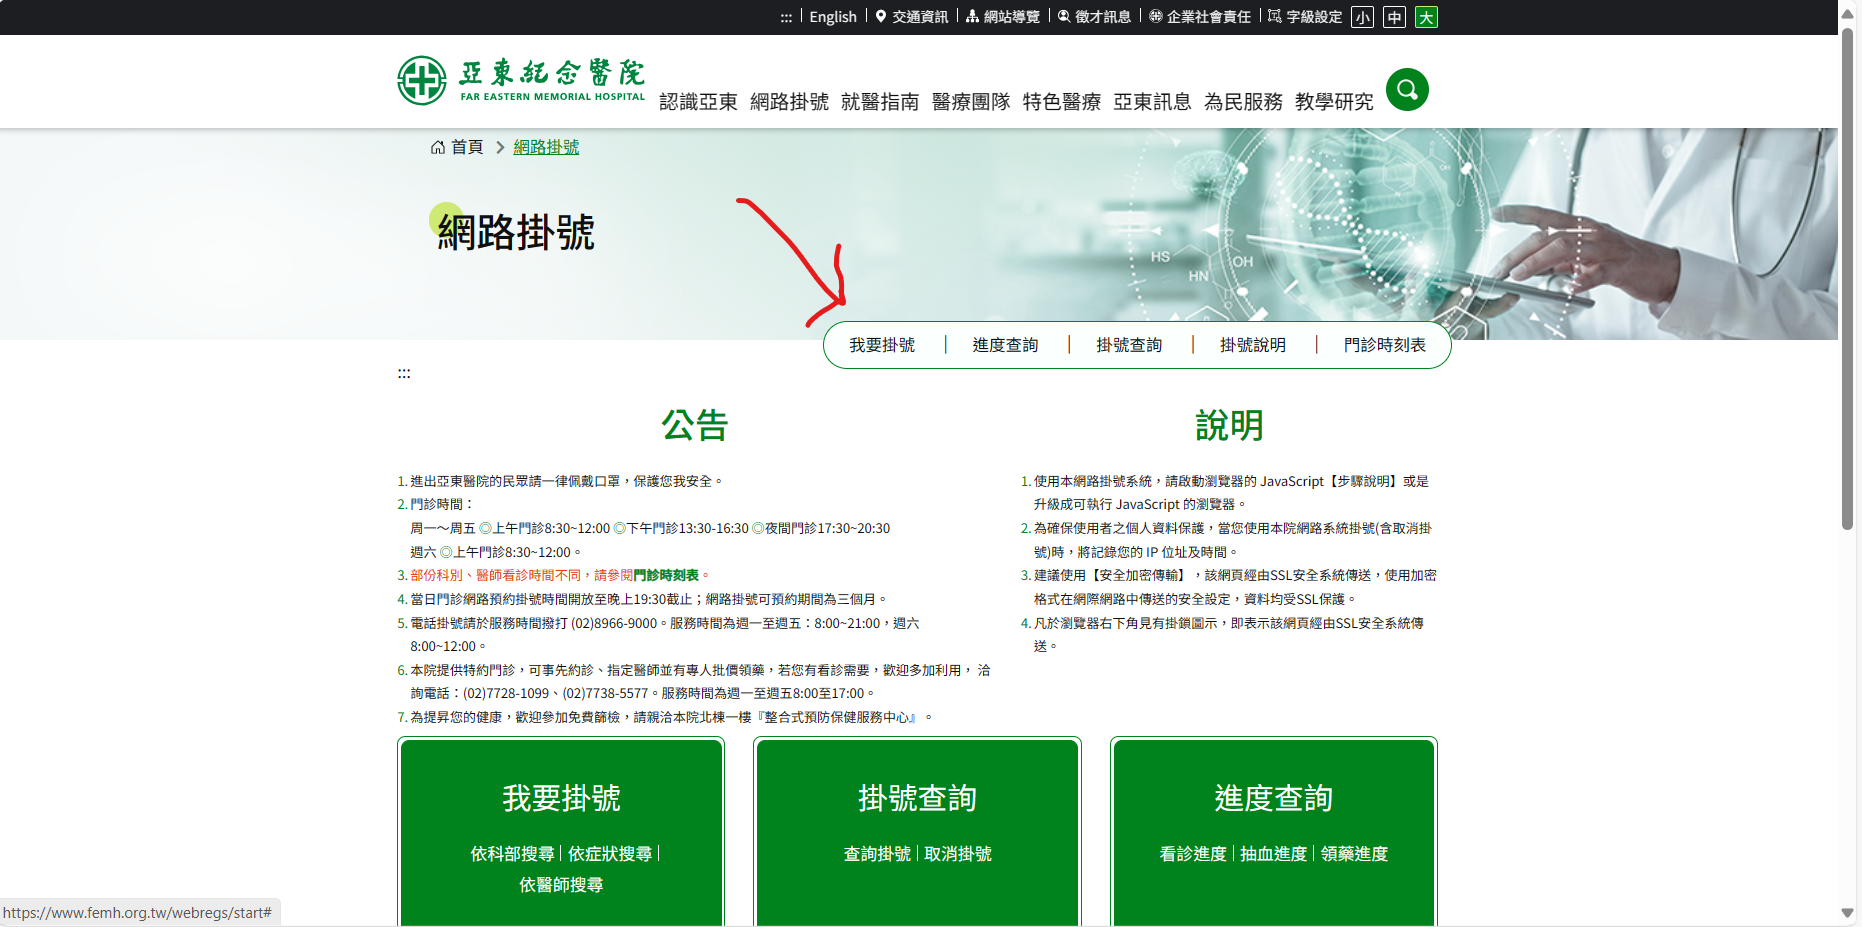 :::
English
交通資訊
網站導覽
徵才訊息
企業社會責任
字級設定
小
中
大
亞東紀念醫院
FAR EASTERN MEMORIAL HOSPITAL
認識亞東
網路掛號
就醫指南
醫療團隊
特色醫療
亞東訊息
為民服務
教學研究
首頁
網路掛號
網路掛號
HS
HN
OH
我要掛號
進度查詢
掛號查詢
掛號說明
門診時刻表
:::
公告
1. 進出亞東醫院的民眾請一律佩戴口罩，保護您我安全。
2. 門診時間：
周一～周五 ◎上午門診8:30~12:00 ◎下午門診13:30-16:30 ◎夜間門診17:30~20:30
週六 ◎上午門診8:30~12:00。
3. 部份科別、醫師看診時間不同，請參閱門診時刻表。
4. 當日門診網路預約掛號時間開放至晚上19:30截止；網路掛號可預約期間為三個月。
5. 電話掛號請於服務時間撥打 (02)8966-9000。服務時間為週一至週五：8:00~21:00，週六
8:00~12:00。
6. 本院提供特約門診，可事先約診、指定醫師並有專人批價領藥，若您有看診需要，歡迎多加利用， 洽
詢電話：(02)7728-1099、(02)7738-5577。服務時間為週一至週五8:00至17:00。
7. 為提昇您的健康，歡迎參加免費篩檢，請親洽本院北棟一樓『整合式預防保健服務中心』。
說明
1. 使用本網路掛號系統，請啟動瀏覽器的 JavaScript【步驟說明】或是
升級成可執行 JavaScript 的瀏覽器。
2. 為確保使用者之個人資料保護，當您使用本院網路系統掛號(含取消掛
號)時，將記錄您的 IP 位址及時間。
3. 建議使用【安全加密傳輸】，該網頁經由SSL安全系統傳送，使用加密
格式在網際網路中傳送的安全設定，資料均受SSL保護。
4. 凡於瀏覽器右下角見有掛鎖圖示，即表示該網頁經由SSL安全系統傳
送。
我要掛號
依科部搜尋 | 依症狀搜尋 |
依醫師搜尋
掛號查詢
查詢掛號 | 取消掛號
進度查詢
看診進度 | 抽血進度 | 領藥進度
https://www.femh.org.tw/webregs/start#